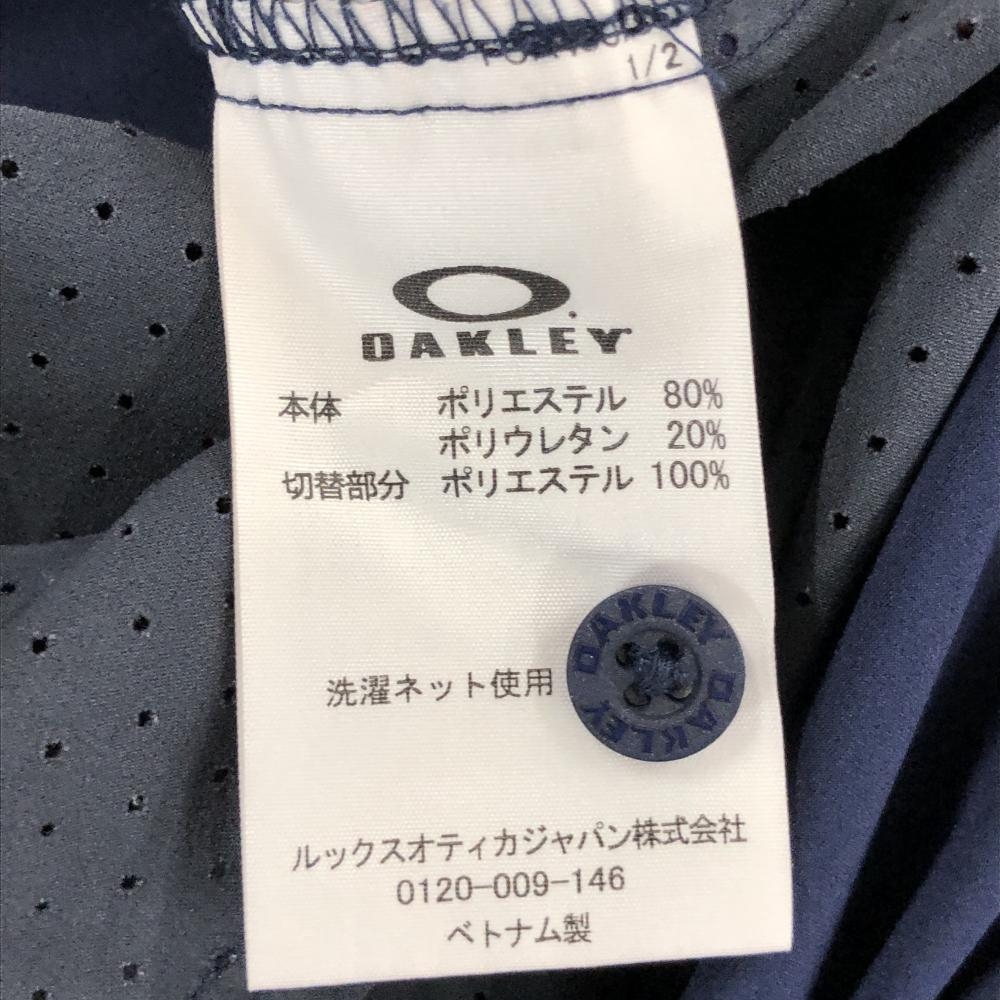 1/2
OAKLEY
本体 ポリエステル 80%
ポリウレタン 20%
切替部分 ポリエステル 100%
洗濯ネット使用
OAKLEY OAKLEY
ルックスオティカジャパン株式会社
0120-009-146
ベトナム製